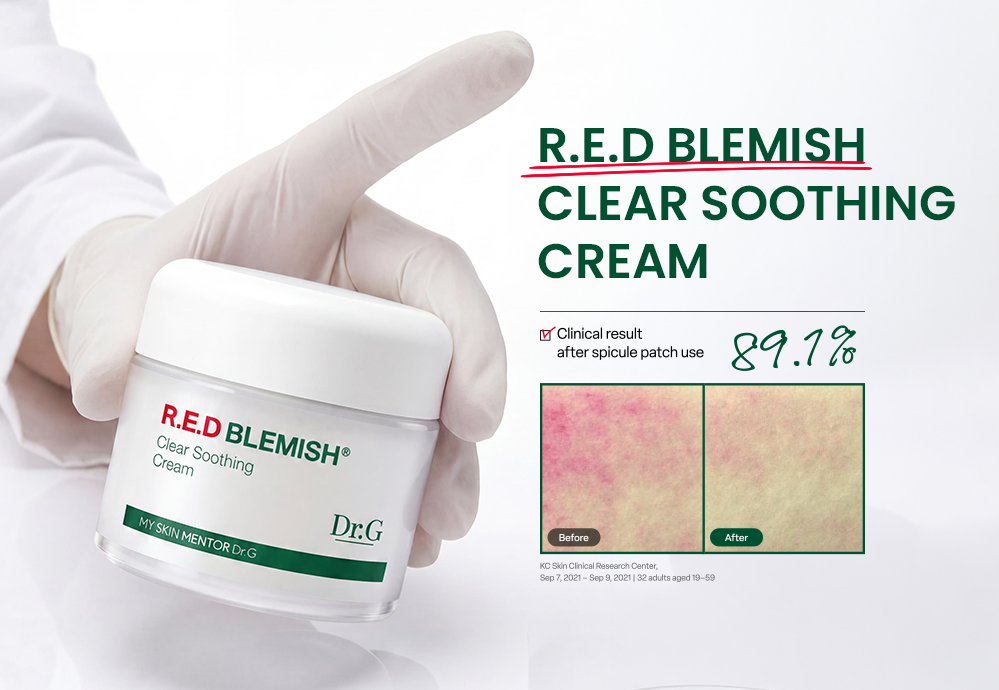 R.E.D BLEMISH
CLEAR SOOTHING
CREAM
Clinical result
after spicule patch use
89.1%
Before
After
KC Skin Clinical Research Center,
Sep 7, 2021 – Sep 9, 2021 | 32 adults aged 19–59
R.E.D BLEMISH®
Clear Soothing
Cream
Dr.G
MY SKIN MENTOR Dr.G